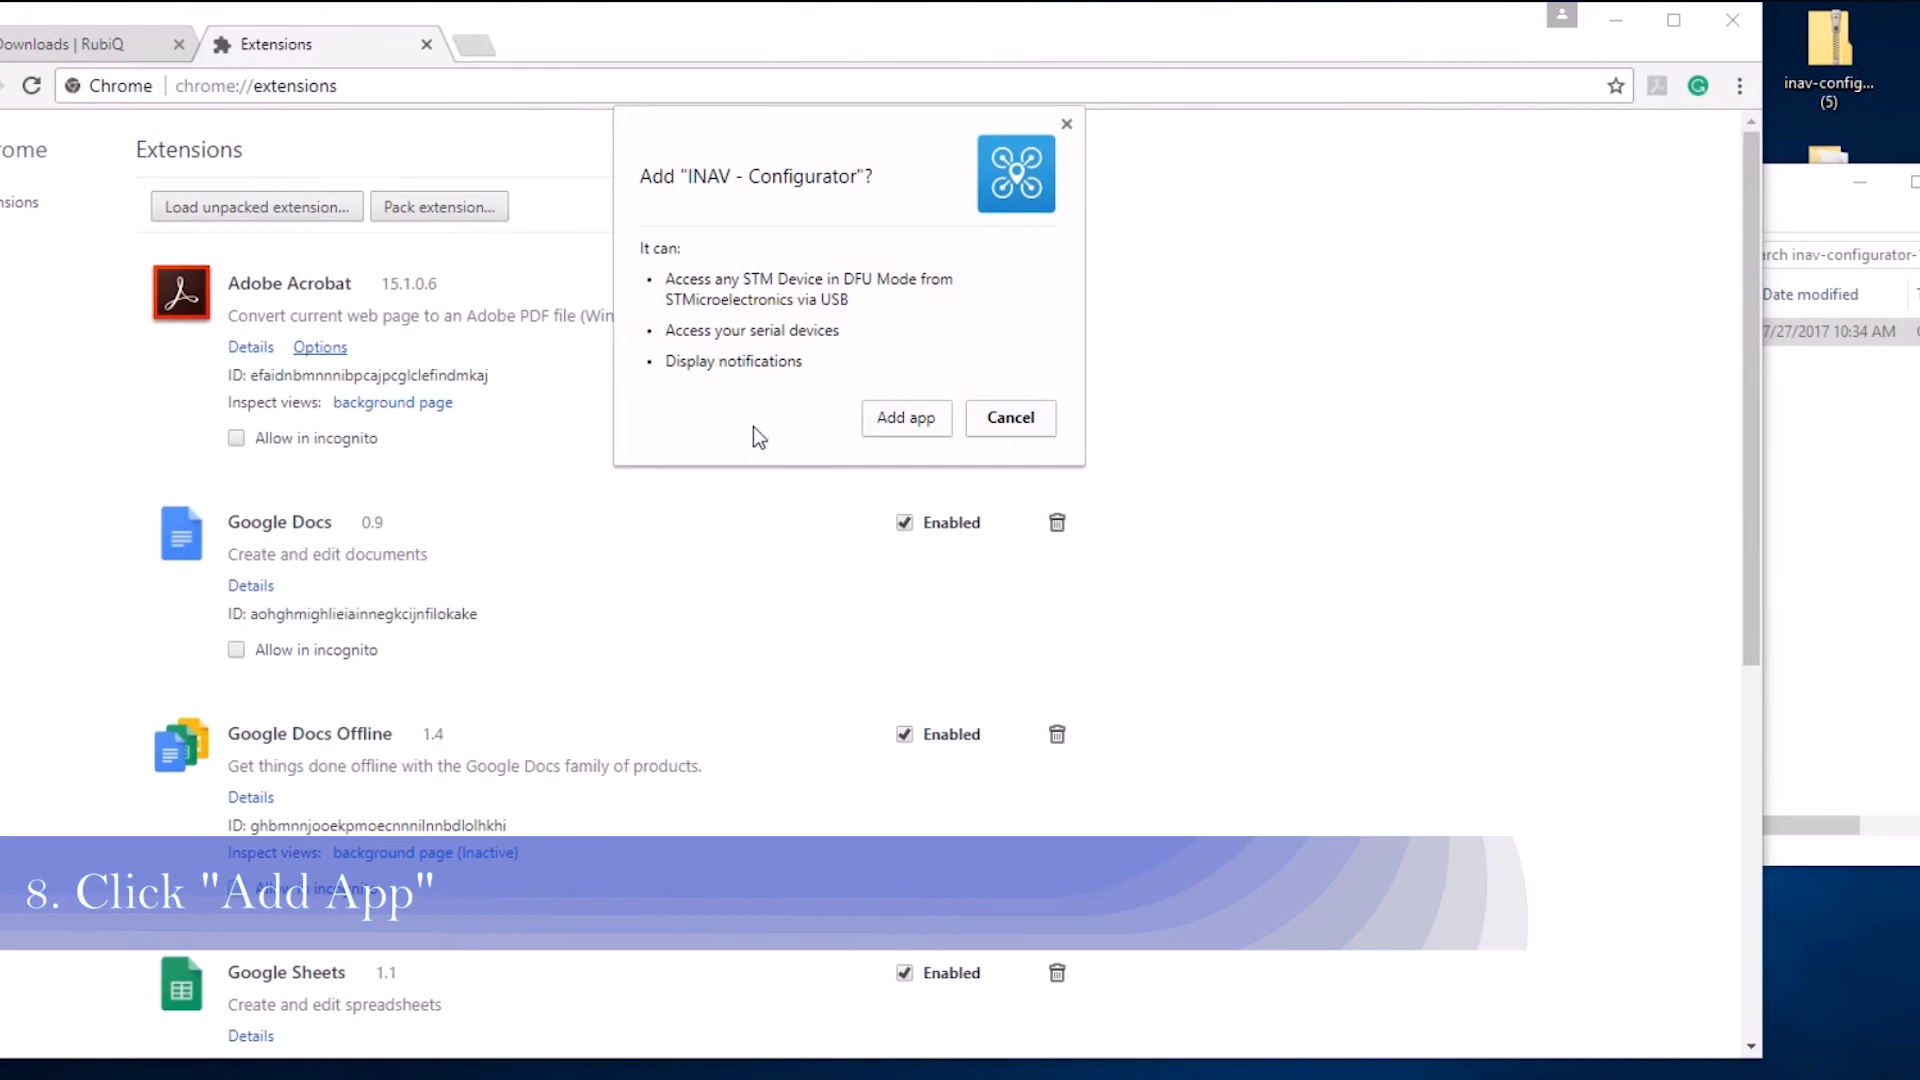 Downloads | RubiQ
Extensions
Chrome
chrome://extensions
inav-config...
(5)
ome
Extensions
nsions
Load unpacked extension...
Pack extension...
Add "INAV - Configurator"?
It can:
• Access any STM Device in DFU Mode from
STMicroelectronics via USB
• Access your serial devices
• Display notifications
Add app
Cancel
arch inav-configurator-
Date modified
7/27/2017 10:34 AM
Adobe Acrobat 15.1.0.6
Convert current web page to an Adobe PDF file (Win
Details Options
ID: efaidnbmnnnibpcajpcglclefindmkaj
Inspect views: background page
Allow in incognito
Google Docs 0.9
Enabled
Create and edit documents
Details
ID: aohghmighlieiainnegkcijnfilokake
Allow in incognito
Google Docs Offline 1.4
Enabled
Get things done offline with the Google Docs family of products.
Details
ID: ghbmnnjooekpmoecnnnilnnbdlolhkhi
Inspect views: background page (Inactive)
Allow in incognito
8. Click "Add App"
Google Sheets 1.1
Enabled
Create and edit spreadsheets
Details